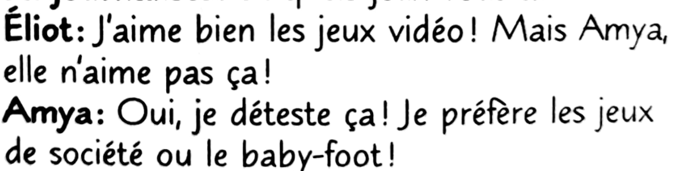 Éliot: J'aime bien les jeux vidéo! Mais Amya,
elle n'aime pas ça!
Amya: Oui, je déteste ça! Je préfère les jeux
de société ou le baby-foot!